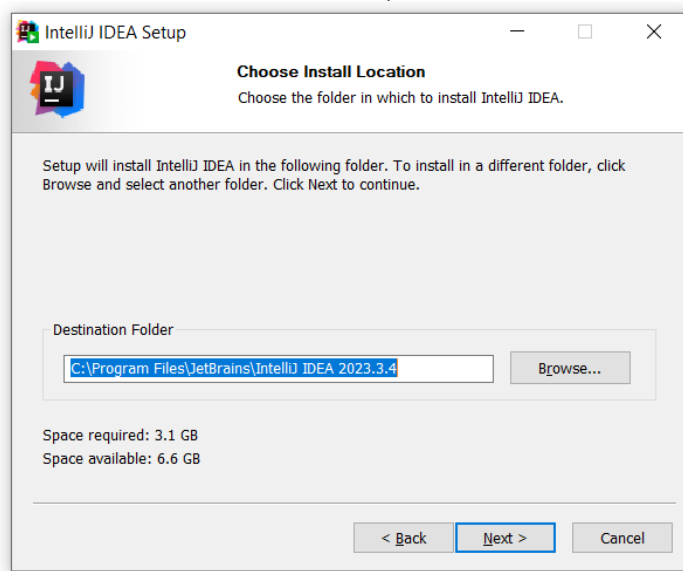 IntelliJ IDEA Setup
IJ
Choose Install Location
Choose the folder in which to install IntelliJ IDEA.
Setup will install IntelliJ IDEA in the following folder. To install in a different folder, click
Browse and select another folder. Click Next to continue.
Destination Folder
C:\Program Files\JetBrains\IntelliJ IDEA 2023.3.4
Browse...
Space required: 3.1 GB
Space available: 6.6 GB
< Back Next > Cancel